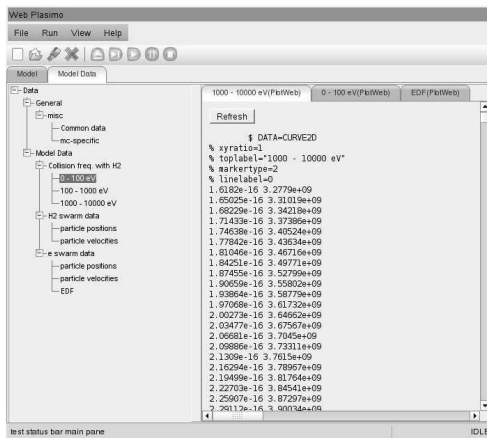 Web Plasimo
File Run View Help
Model Model Data
Data
General
misc
Common data
mc-specific
Model Data
Collision freq. with H2
0 - 100 eV
100 - 1000 eV
1000 - 10000 eV
H2 swarm data
particle positions
particle velocities
e swarm data
particle positions
particle velocities
EDF
1000 - 10000 eV(PlotWeb) 0 - 100 eV(PlotWeb) EDF(PlotWeb)
Refresh
$ DATA=CURVE2D
% xyratio=1
% toplabel="1000 - 10000 eV"
% markertype=2
% linelabel=0
1.6182e-16 3.2779e+09
1.65025e-16 3.31019e+09
1.68229e-16 3.34218e+09
1.71433e-16 3.37386e+09
1.74638e-16 3.40524e+09
1.77842e-16 3.43634e+09
1.81046e-16 3.46716e+09
1.84251e-16 3.49771e+09
1.87455e-16 3.52799e+09
1.90659e-16 3.55802e+09
1.93864e-16 3.58779e+09
1.97068e-16 3.61732e+09
2.00273e-16 3.64662e+09
2.03477e-16 3.67567e+09
2.06681e-16 3.7045e+09
2.09886e-16 3.73311e+09
2.1309e-16 3.7615e+09
2.16294e-16 3.78967e+09
2.19499e-16 3.81764e+09
2.22703e-16 3.84541e+09
2.25907e-16 3.87297e+09
2.29112e-16 3.90034e+09
test status bar main pane IDLE